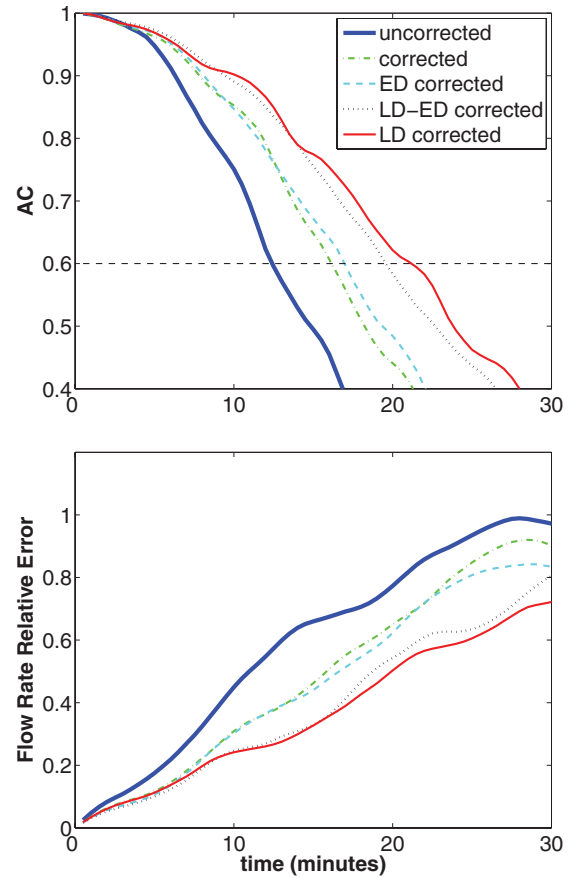 1
0.9
0.8
0.7
0.6
0.5
0.4
AC
0
10
20
30
uncorrected
corrected
ED corrected
LD−ED corrected
LD corrected
1
0.8
0.6
0.4
0.2
0
Flow Rate Relative Error
0
10
20
30
time (minutes)